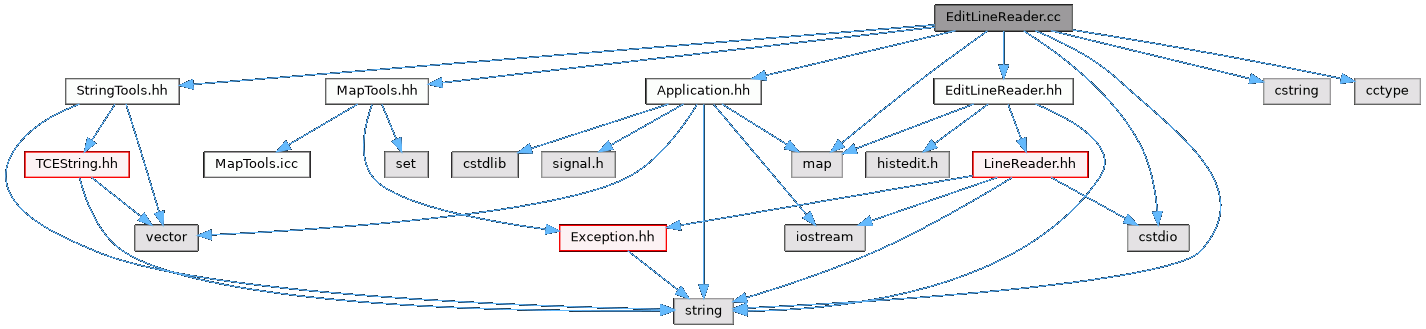 EditLineReader.cc
StringTools.hh
MapTools.hh
Application.hh
EditLineReader.hh
cstring
cctype
TCEString.hh
MapTools.icc
set
cstdlib
signal.h
map
histedit.h
LineReader.hh
vector
Exception.hh
iostream
cstdio
string